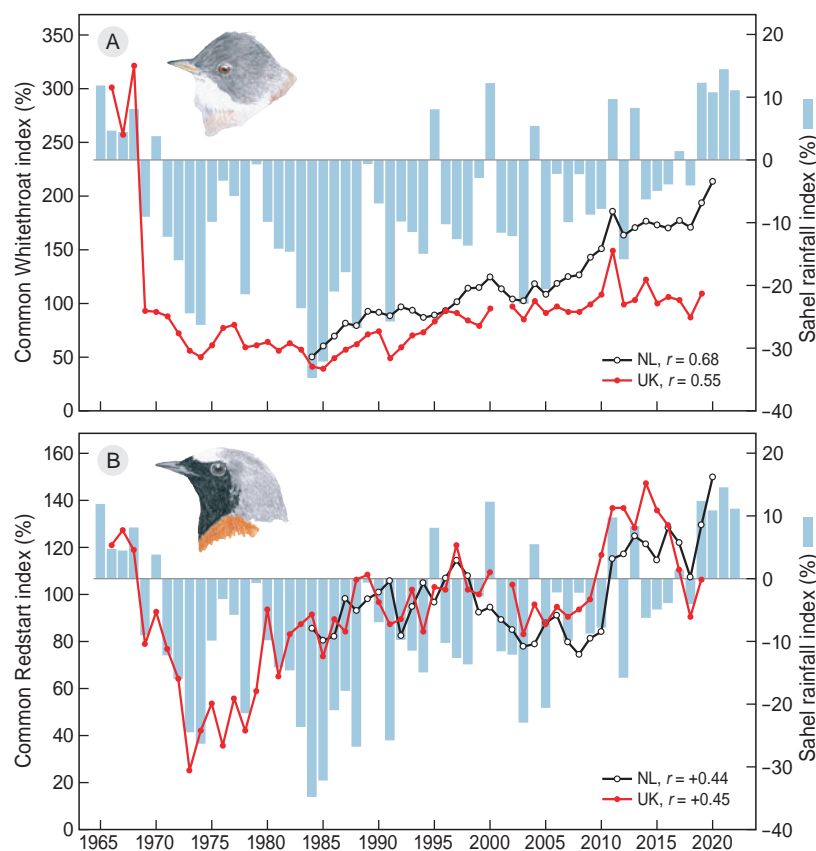 A
Common Whitethroat index (%)
350
300
250
200
150
100
50
0
20
10
0
−10
−20
−30
−40
Sahel rainfall index (%)
NL, r = 0.68
UK, r = 0.55
B
Common Redstart index (%)
160
140
120
100
80
60
40
20
0
20
10
0
−10
−20
−30
−40
Sahel rainfall index (%)
NL, r = +0.44
UK, r = +0.45
1965 1970 1975 1980 1985 1990 1995 2000 2005 2010 2015 2020